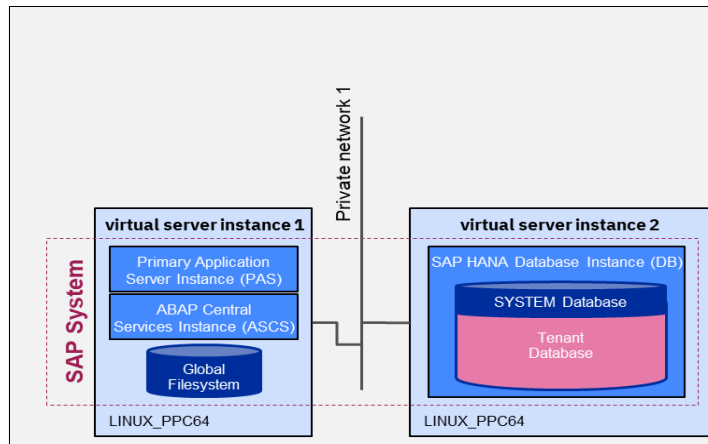 Private network 1
virtual server instance 1
virtual server instance 2
SAP System
Primary Application
Server Instance (PAS)
ABAP Central
Services Instance (ASCS)
Global
Filesystem
SAP HANA Database Instance (DB)
SYSTEM Database
Tenant
Database
LINUX_PPC64
LINUX_PPC64